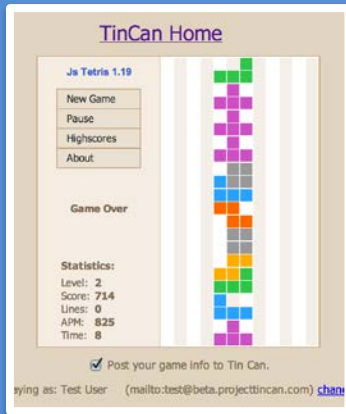 TinCan Home
Js Tetris 1.19
New Game
Pause
Highscores
About
Game Over
Statistics:
Level: 2
Score: 714
Lines: 0
APM: 825
Time: 8
Post your game info to Tin Can.
aying as: Test User (mailto:test@beta.projecttincan.com) chan